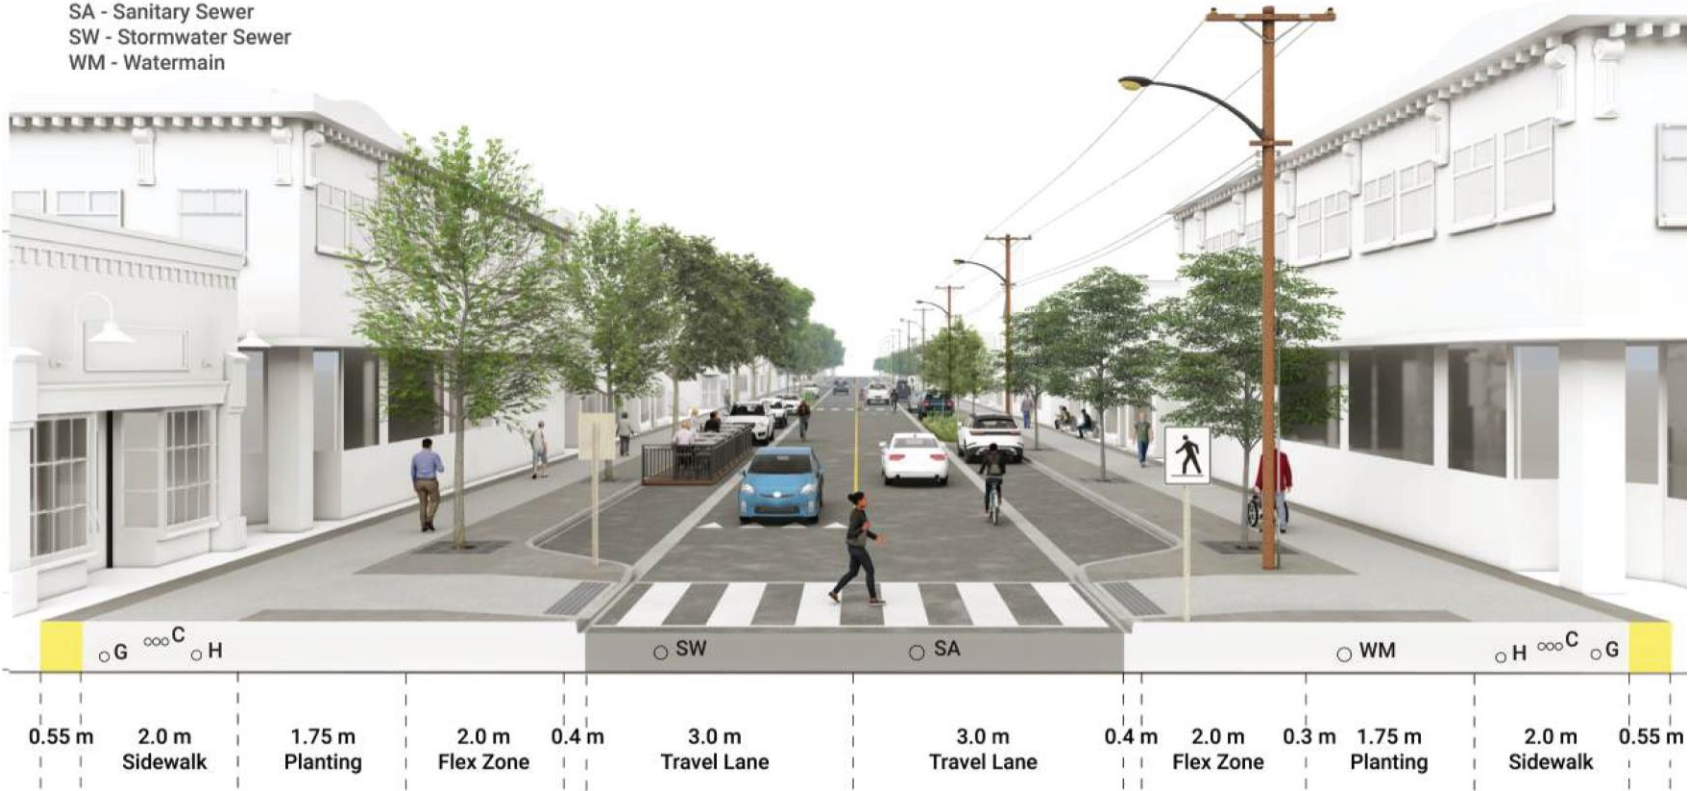 SA - Sanitary Sewer
SW - Stormwater Sewer
WM - Watermain
G
C
H
SW
SA
WM
H
C
G
0.55 m
2.0 m
Sidewalk
1.75 m
Planting
2.0 m
Flex Zone
0.4 m
3.0 m
Travel Lane
3.0 m
Travel Lane
0.4 m
2.0 m
Flex Zone
0.3 m
1.75 m
Planting
2.0 m
Sidewalk
0.55 m